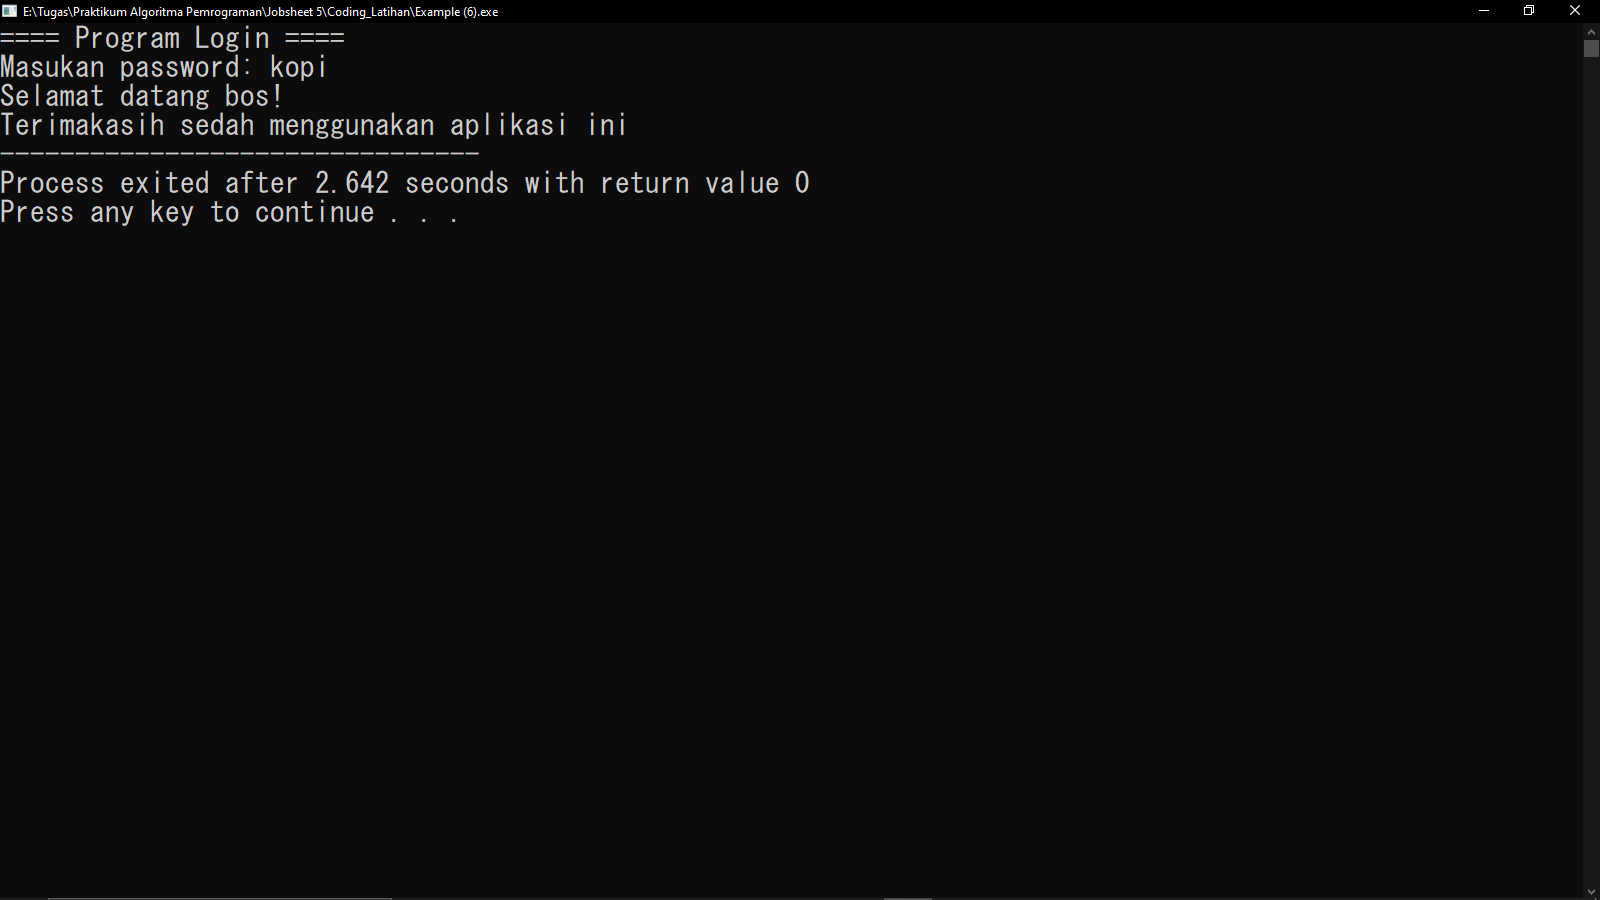 E:\Tugas\Praktikum Algoritma Pemrograman\Jobsheet 5\Coding_Latihan\Example (6).exe
==== Program Login ====
Masukan password: kopi
Selamat datang bos!
Terimakasih sedah menggunakan aplikasi ini
--------------------------------
Process exited after 2.642 seconds with return value 0
Press any key to continue . . .